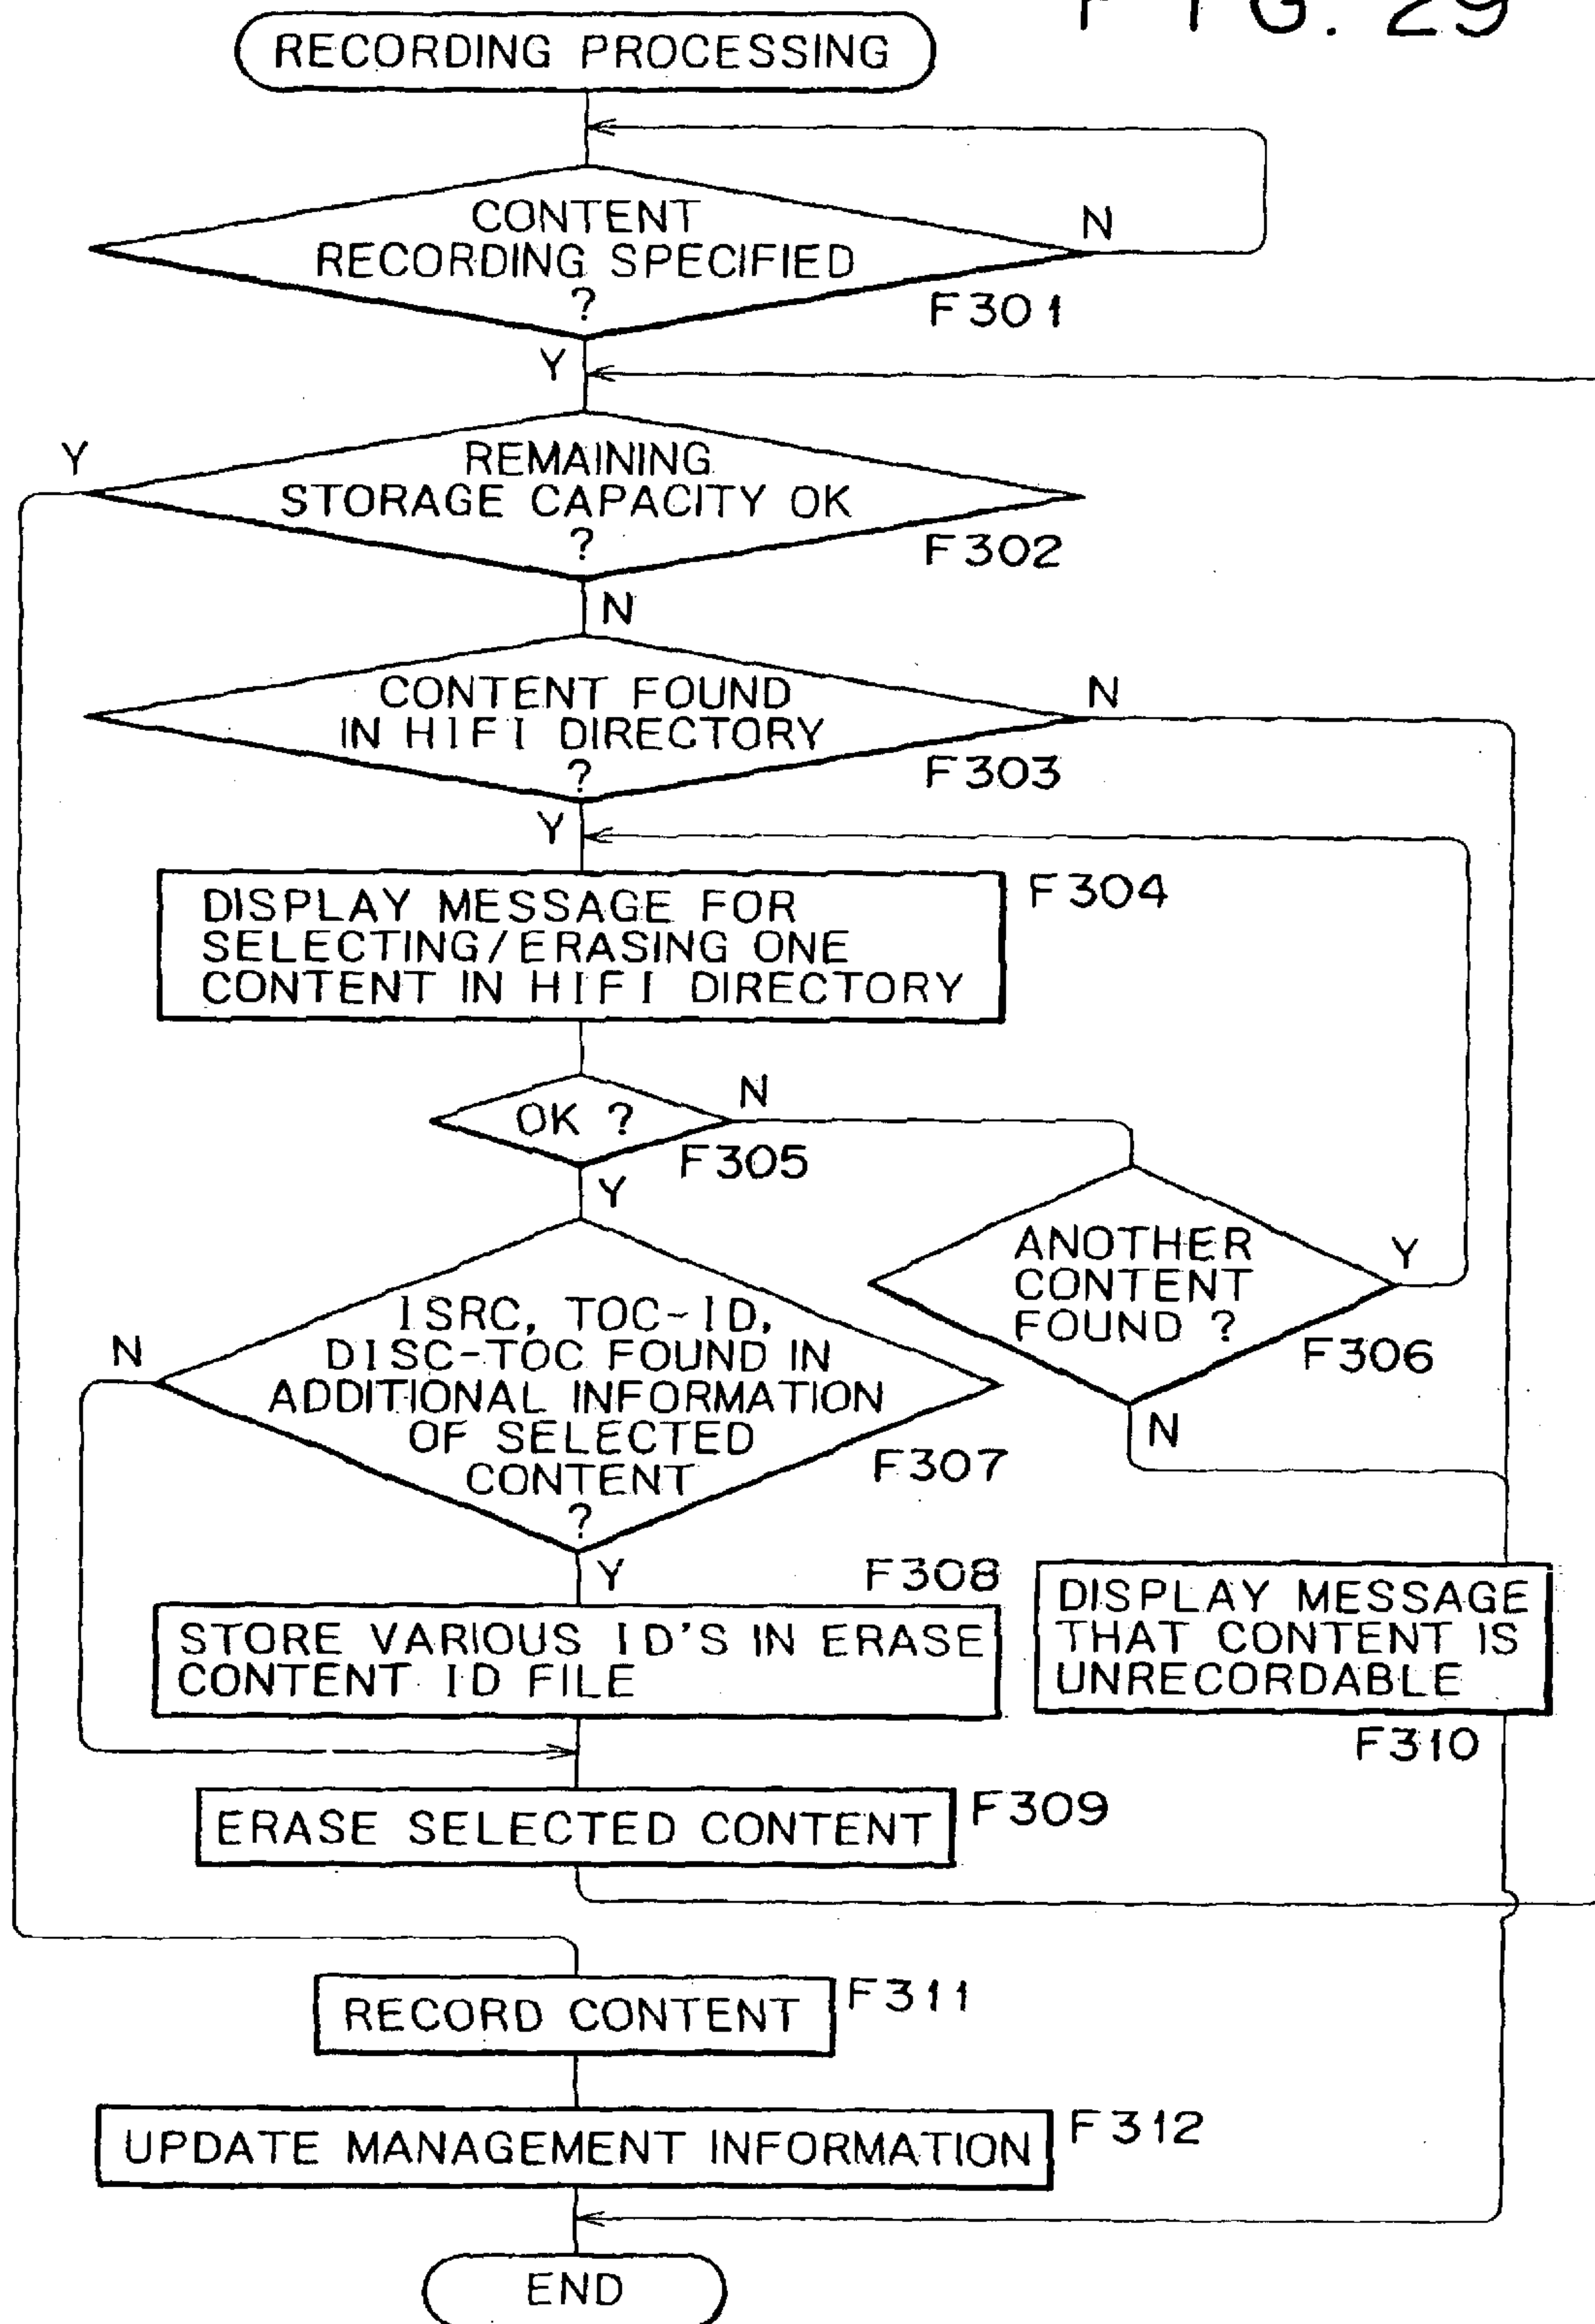 FIG. 29
RECORDING PROCESSING
CONTENT
RECORDING SPECIFIED
?
N
F301
Y
Y
REMAINING
STORAGE CAPACITY OK
?
F302
N
CONTENT FOUND
IN HIFI DIRECTORY
?
N
F303
Y
DISPLAY MESSAGE FOR
SELECTING/ERASING ONE
CONTENT IN HIFI DIRECTORY
F304
OK ?
N
F305
Y
ANOTHER
CONTENT
FOUND ?
Y
F306
N
ISRC, TOC-ID,
DISC-TOC FOUND IN
ADDITIONAL INFORMATION
OF SELECTED
CONTENT
?
N
F307
Y
F308
STORE VARIOUS ID'S IN ERASE
CONTENT ID FILE
DISPLAY MESSAGE
THAT CONTENT IS
UNRECORDABLE
F310
ERASE SELECTED CONTENT
F309
RECORD CONTENT
F311
UPDATE MANAGEMENT INFORMATION
F312
END